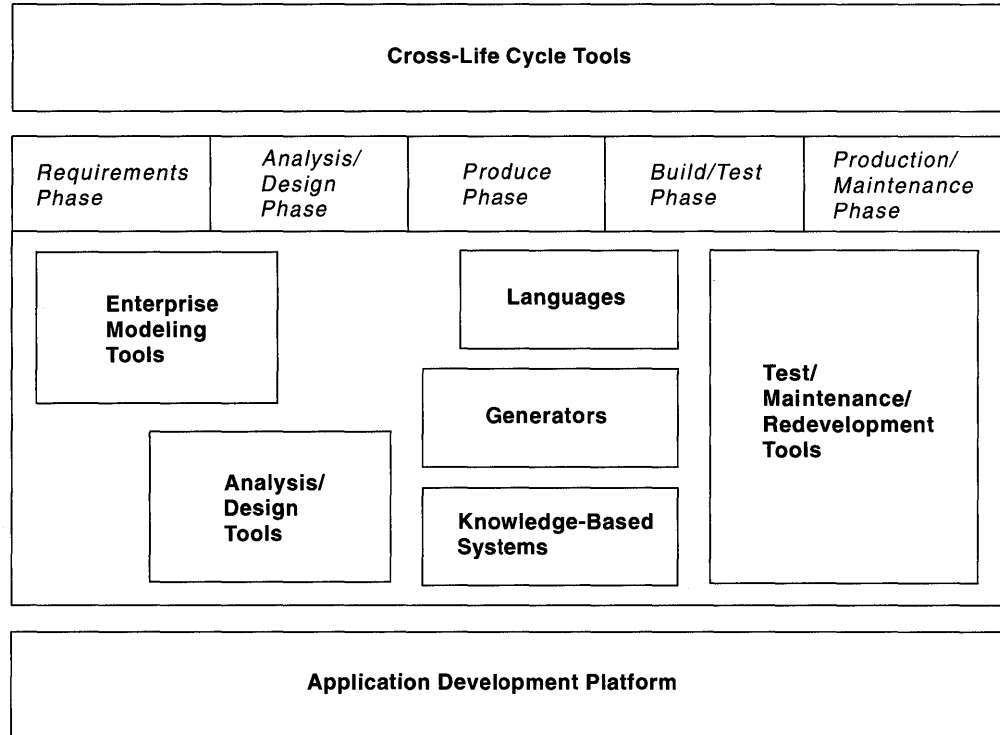 Cross-Life Cycle Tools
Requirements
Phase
Analysis/
Design
Phase
Produce
Phase
Build/Test
Phase
Production/
Maintenance
Phase
Enterprise
Modeling
Tools
Analysis/
Design
Tools
Languages
Generators
Knowledge-Based
Systems
Test/
Maintenance/
Redevelopment
Tools
Application Development Platform